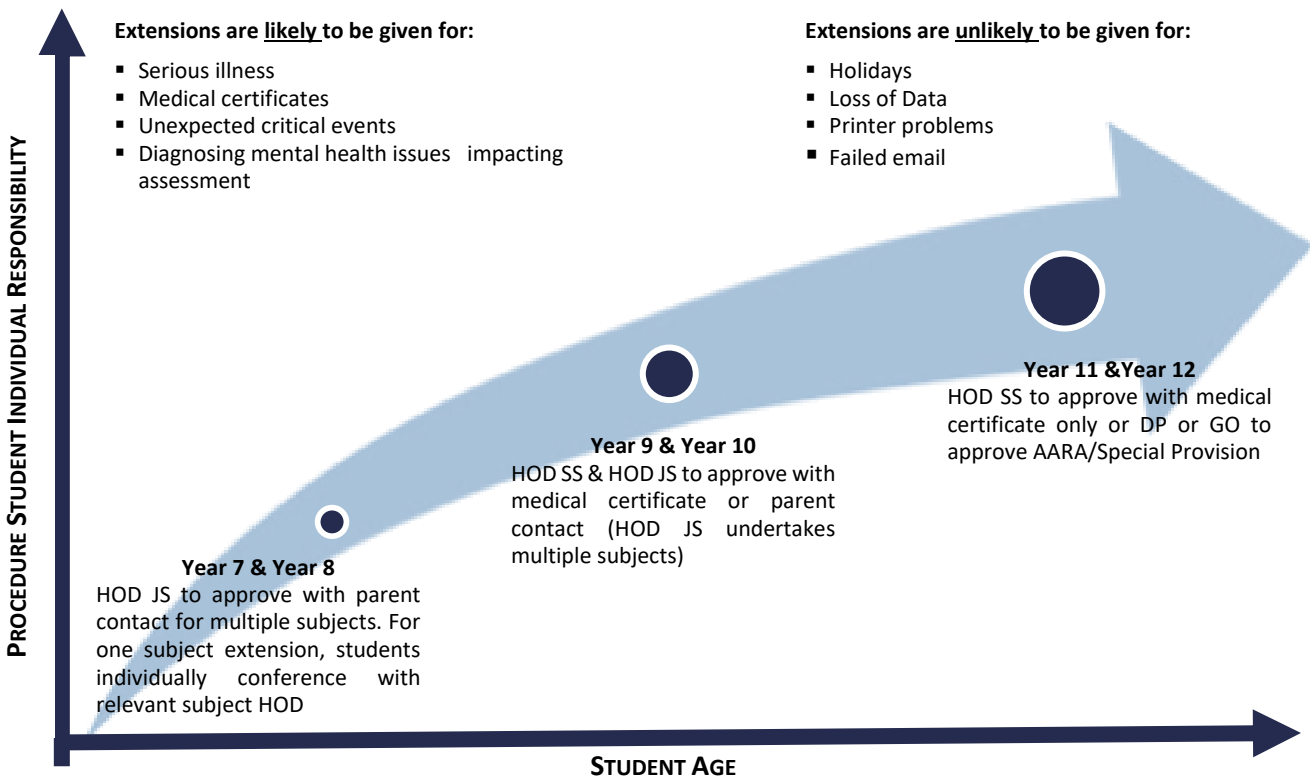 Extensions are likely to be given for:
▪ Serious illness
▪ Medical certificates
▪ Unexpected critical events
▪ Diagnosing mental health issues impacting
assessment
Extensions are unlikely to be given for:
▪ Holidays
▪ Loss of Data
▪ Printer problems
▪ Failed email
PROCEDURE STUDENT INDIVIDUAL RESPONSIBILITY
Year 7 & Year 8
HOD JS to approve with parent
contact for multiple subjects. For
one subject extension, students
individually conference with
relevant subject HOD
Year 9 & Year 10
HOD SS & HOD JS to approve with
medical certificate or parent
contact (HOD JS undertakes
multiple subjects)
Year 11 &Year 12
HOD SS to approve with medical
certificate only or DP or GO to
approve AARA/Special Provision
STUDENT AGE